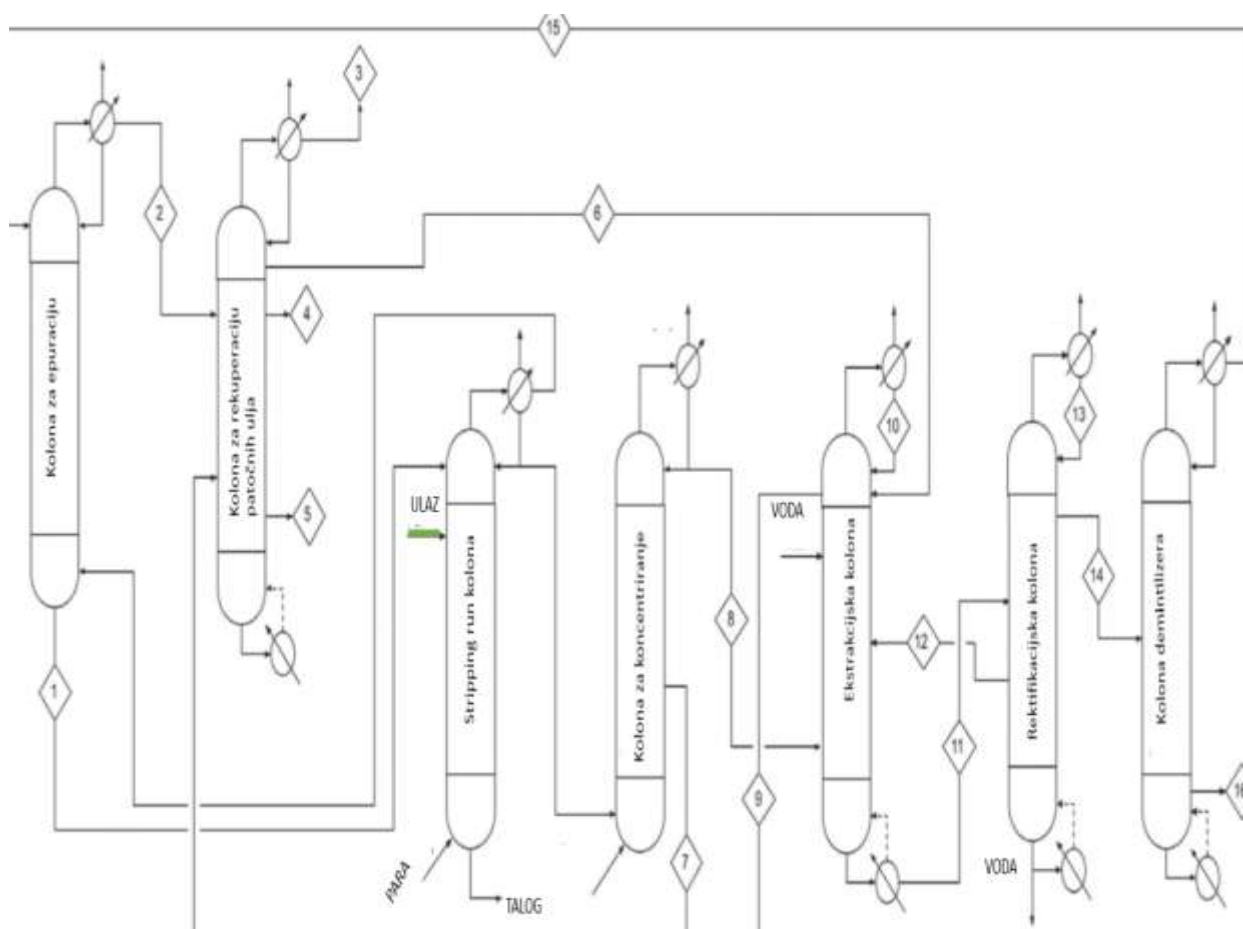 15
3
2
6
4
5
10
13
Kolona za epuraciju
Kolona za rekuperaciju
patočnih ulja
ULAZ
Stripping run kolona
Kolona za koncentriranje
VODA
Ekstrakcijska kolona
Rektifikacijska kolona
Kolona demintilizera
14
8
12
1
11
9
16
7
PARA
TALOG
VODA